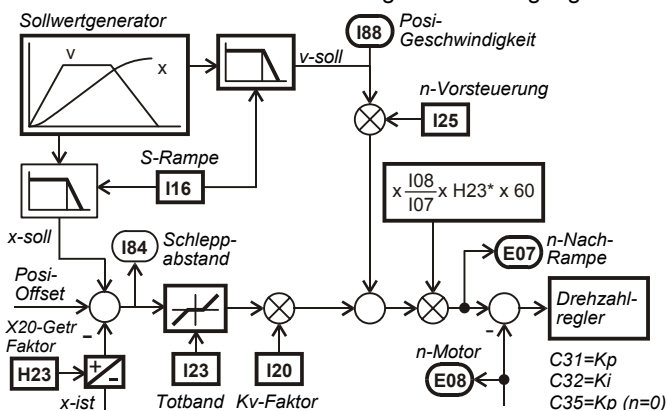 Sollwertgenerator
v
x
v-soll
I88
Posi-
Geschwindigkeit
n-Vorsteuerung
I25
S-Rampe
I16
x I08 x H23* x 60
I07
x-soll
I84
Schlepp-
abstand
E07
n-Nach-
Rampe
Posi-
Offset
Drehzahl-
regler
X20-Getr
Faktor
-
-
H23
+
-
I23
I20
n-Motor
E08
C31=Kp
C32=Ki
C35=Kp (n=0)
x-ist
Totband
Kv-Faktor